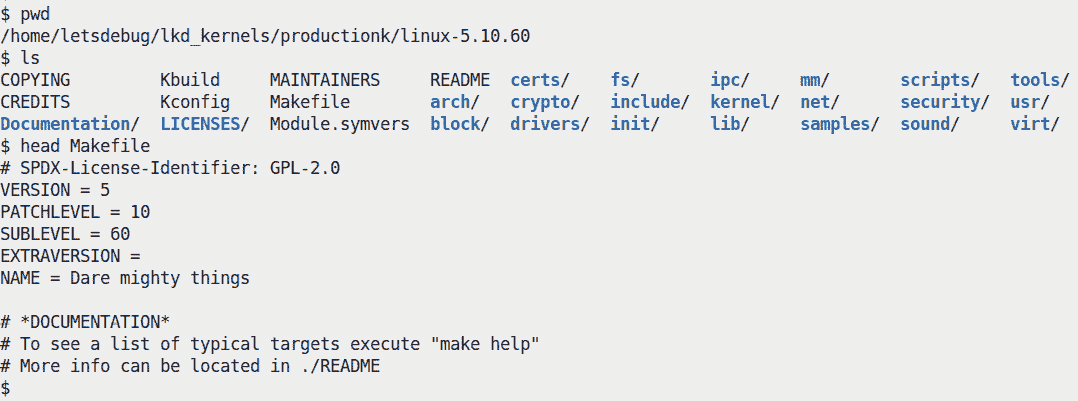 $ pwd
/home/letsdebug/lkd_kernels/productionk/linux-5.10.60
$ ls
COPYING         Kbuild     MAINTAINERS     README  certs/    fs/       ipc/     mm/       scripts/   tools/
CREDITS         Kconfig    Makefile        arch/   crypto/   include/  kernel/  net/      security/  usr/
Documentation/  LICENSES/  Module.symvers  block/  drivers/  init/     lib/     samples/  sound/     virt/
$ head Makefile
# SPDX-License-Identifier: GPL-2.0
VERSION = 5
PATCHLEVEL = 10
SUBLEVEL = 60
EXTRAVERSION =
NAME = Dare mighty things

# *DOCUMENTATION*
# To see a list of typical targets execute "make help"
# More info can be located in ./README
$